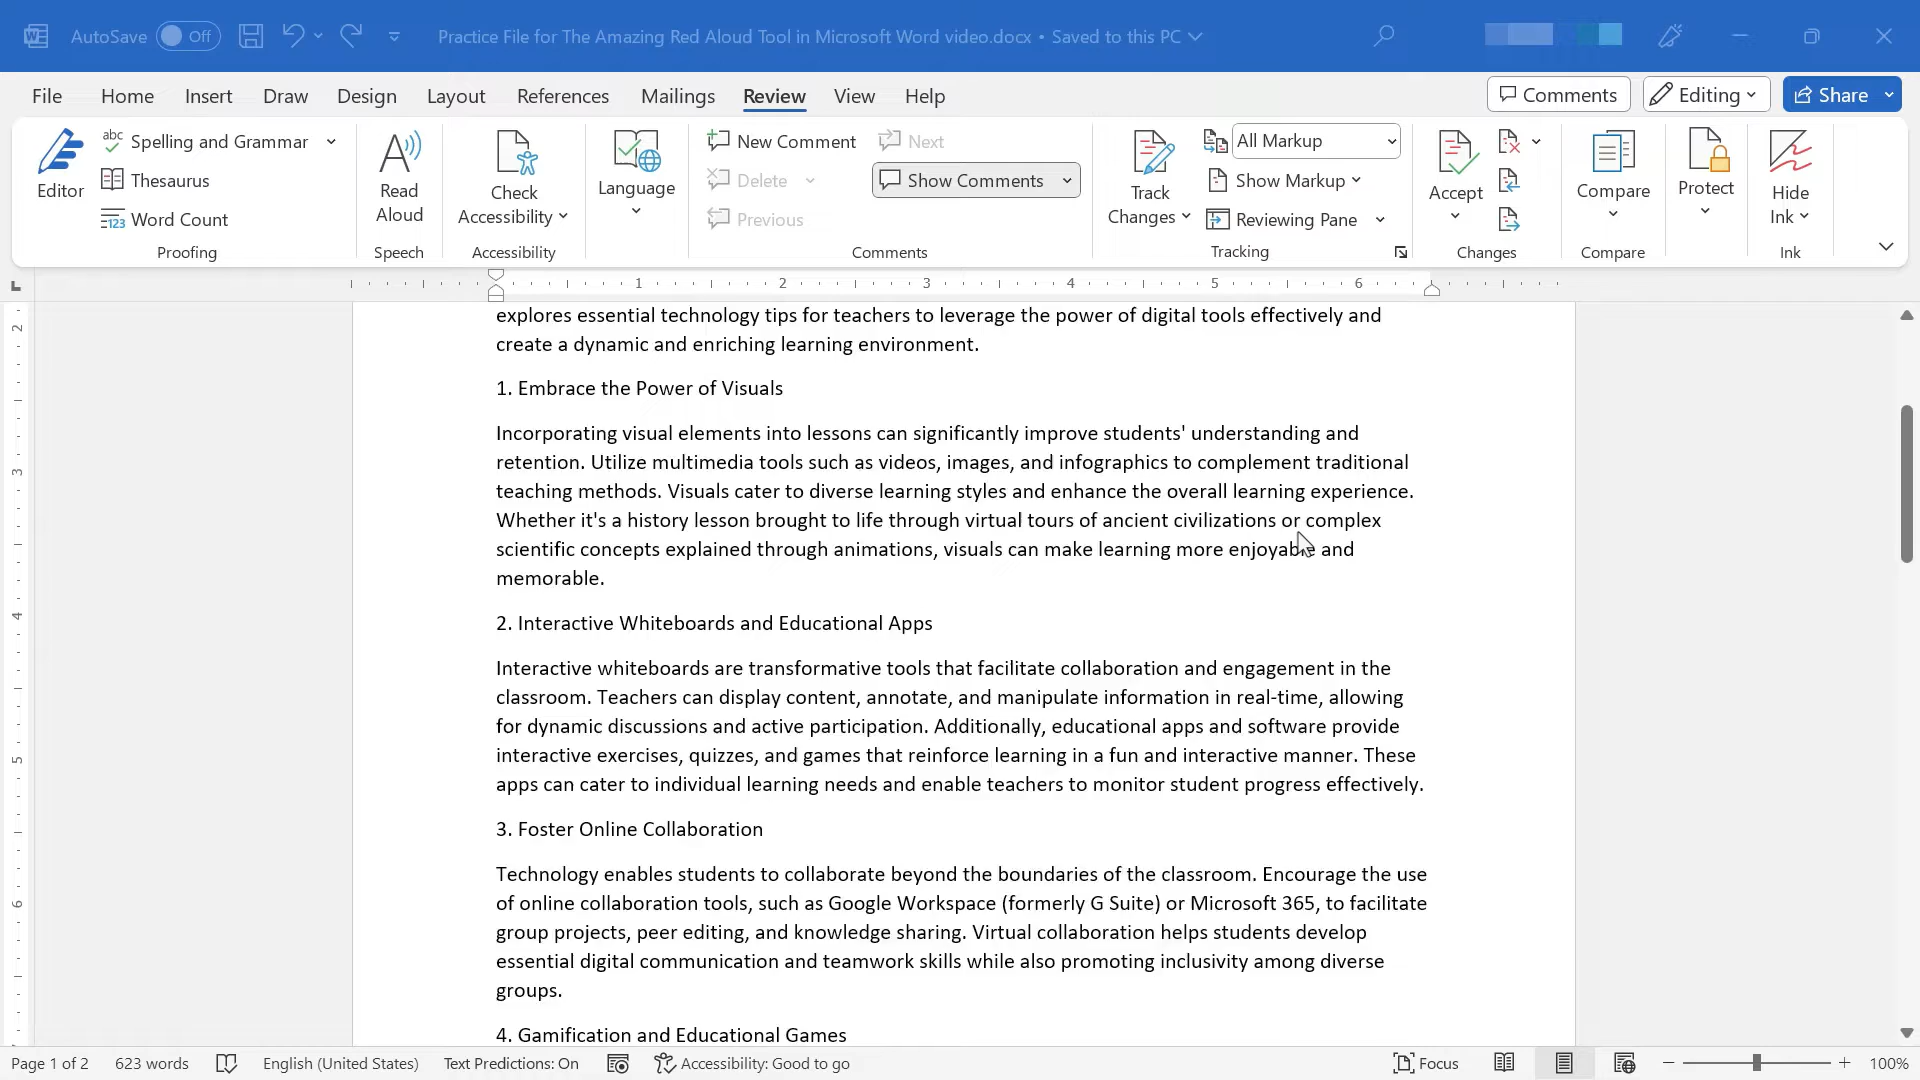 AutoSave Off Practice File for The Amazing Red Aloud Tool in Microsoft Word video.docx • Saved to this PC
File Home Insert Draw Design Layout References Mailings Review View Help Comments Editing Share
Editor
abc Spelling and Grammar
Thesaurus
123 Word Count
Proofing
Read
Aloud
Speech
Check
Accessibility
Accessibility
Language
New Comment
Delete
Previous
Next
Show Comments
Comments
Track
Changes
All Markup
Show Markup
Reviewing Pane
Tracking
Accept
Changes
Compare
Compare
Protect
Hide
Ink
Ink
1 2 3 4 5 6
2
3
4
5
6
explores essential technology tips for teachers to leverage the power of digital tools effectively and
create a dynamic and enriching learning environment.
1. Embrace the Power of Visuals
Incorporating visual elements into lessons can significantly improve students' understanding and
retention. Utilize multimedia tools such as videos, images, and infographics to complement traditional
teaching methods. Visuals cater to diverse learning styles and enhance the overall learning experience.
Whether it's a history lesson brought to life through virtual tours of ancient civilizations or complex
scientific concepts explained through animations, visuals can make learning more enjoyable and
memorable.
2. Interactive Whiteboards and Educational Apps
Interactive whiteboards are transformative tools that facilitate collaboration and engagement in the
classroom. Teachers can display content, annotate, and manipulate information in real-time, allowing
for dynamic discussions and active participation. Additionally, educational apps and software provide
interactive exercises, quizzes, and games that reinforce learning in a fun and interactive manner. These
apps can cater to individual learning needs and enable teachers to monitor student progress effectively.
3. Foster Online Collaboration
Technology enables students to collaborate beyond the boundaries of the classroom. Encourage the use
of online collaboration tools, such as Google Workspace (formerly G Suite) or Microsoft 365, to facilitate
group projects, peer editing, and knowledge sharing. Virtual collaboration helps students develop
essential digital communication and teamwork skills while also promoting inclusivity among diverse
groups.
4. Gamification and Educational Games
Page 1 of 2 623 words English (United States) Text Predictions: On Accessibility: Good to go Focus 100%